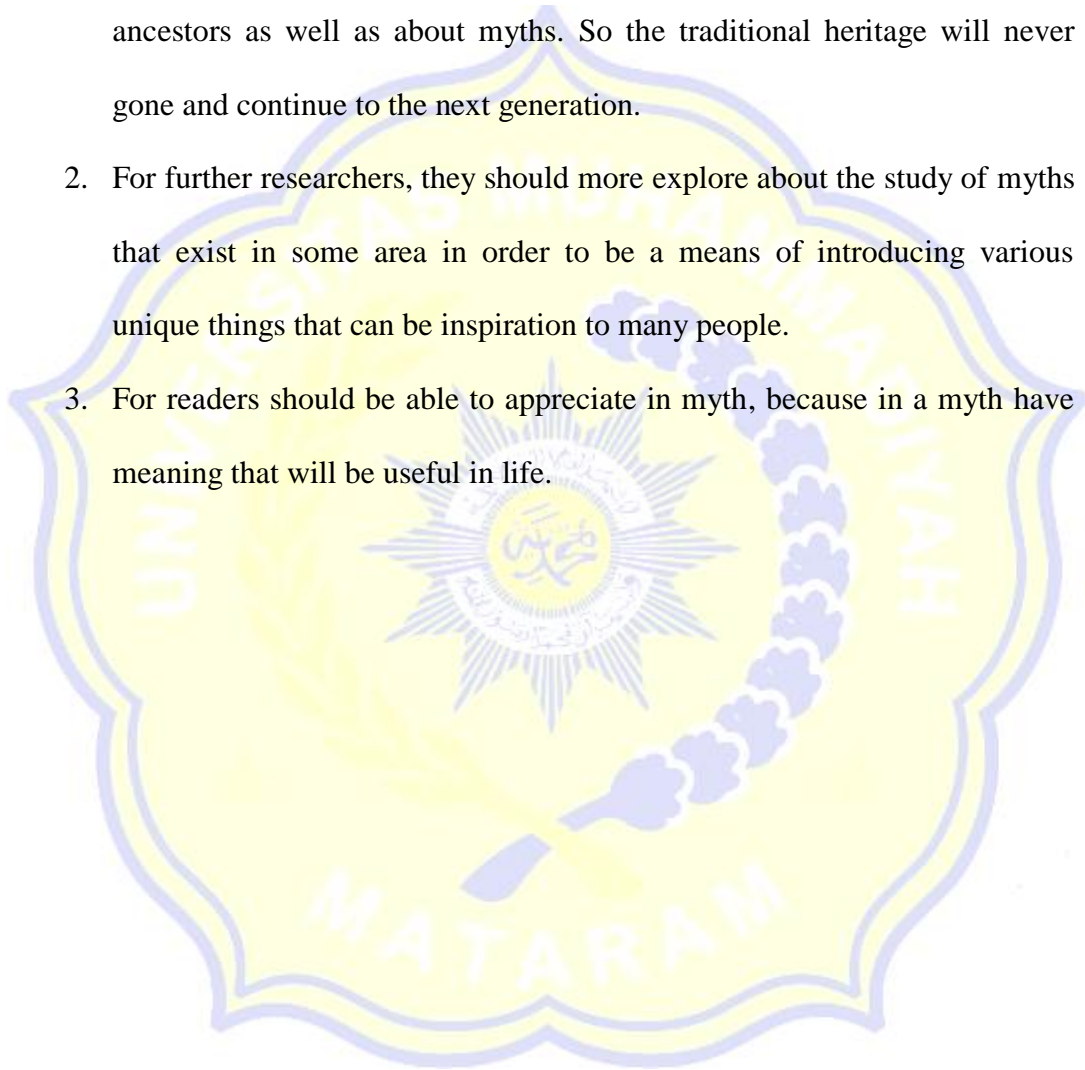 ancestors as well as about myths. So the traditional heritage will never
gone and continue to the next generation.
2. For further researchers, they should more explore about the study of myths
that exist in some area in order to be a means of introducing various
unique things that can be inspiration to many people.
3. For readers should be able to appreciate in myth, because in a myth have
meaning that will be useful in life.
UNIVERSITAS MUHAMMADIYAH
MATARAM